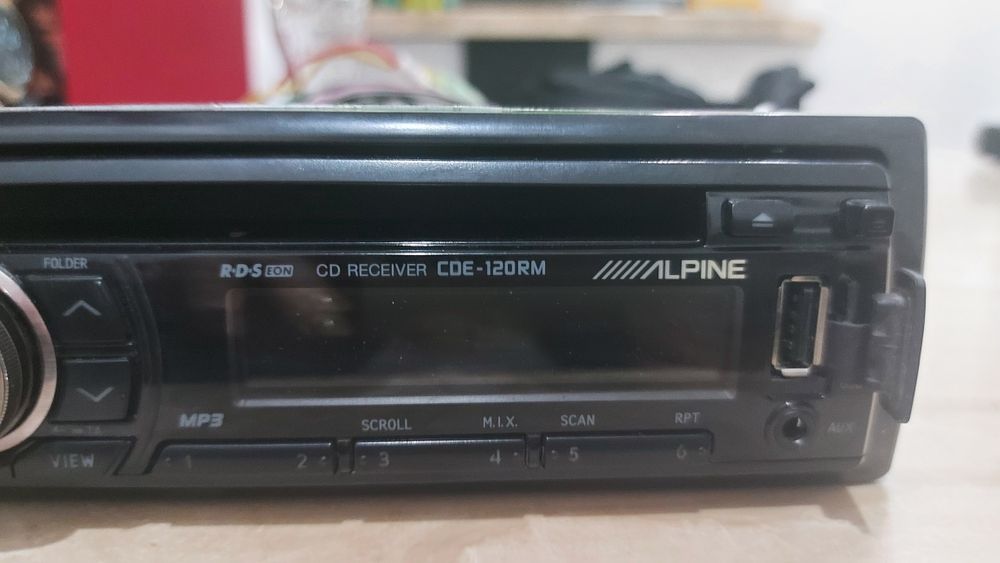 FOLDER
R·D·S EON CD RECEIVER CDE-120RM /////ALPINE
MP3
SCROLL M.I.X. SCAN RPT
AUX
VIEW 1 2 3 4 5 6